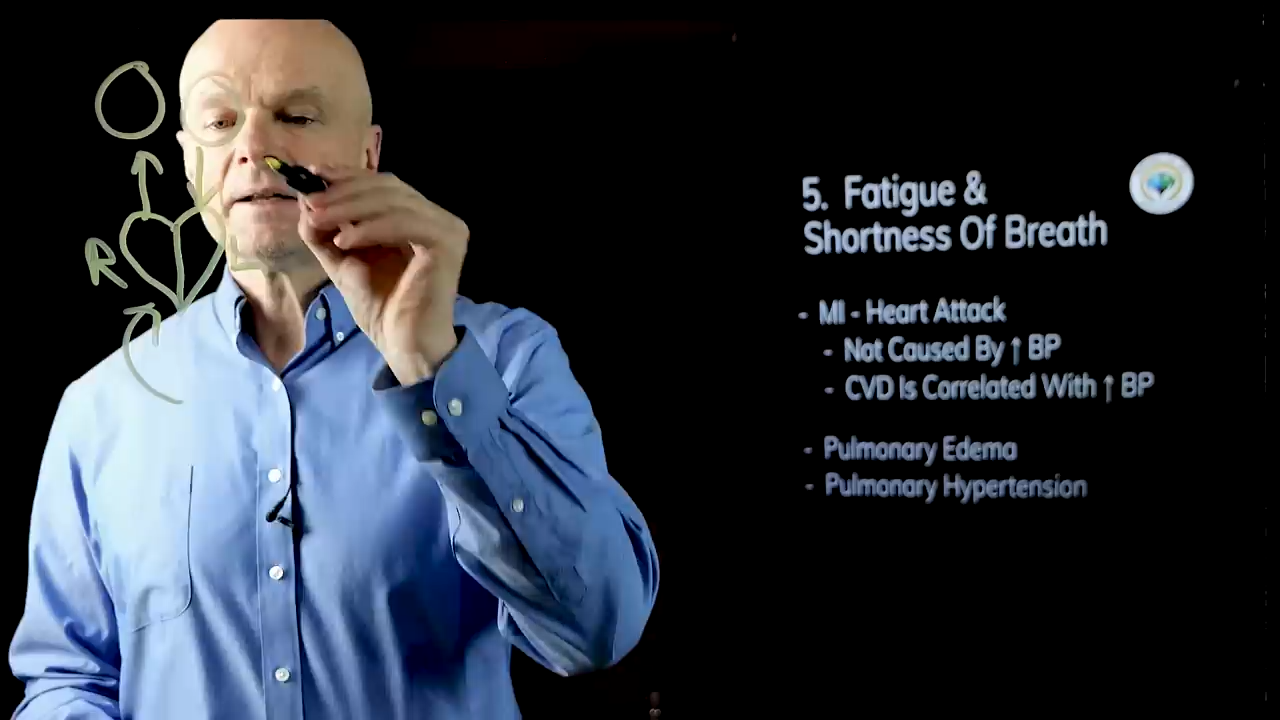 R
L
5. Fatigue &
Shortness Of Breath
- MI - Heart Attack
- Not Caused By ↑ BP
- CVD Is Correlated With ↑ BP
- Pulmonary Edema
- Pulmonary Hypertension